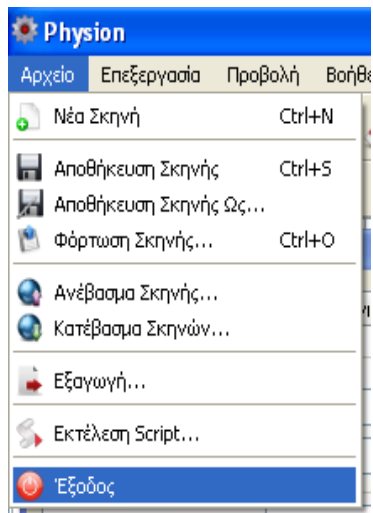 Physion
Αρχείο Επεξεργασία Προβολή Βοήθε
Νέα Σκηνή Ctrl+N
Αποθήκευση Σκηνής Ctrl+S
Αποθήκευση Σκηνής Ως...
Φόρτωση Σκηνής... Ctrl+O
Ανέβασμα Σκηνής...
Κατέβασμα Σκηνών...
Εξαγωγή...
Εκτέλεση Script...
Έξοδος